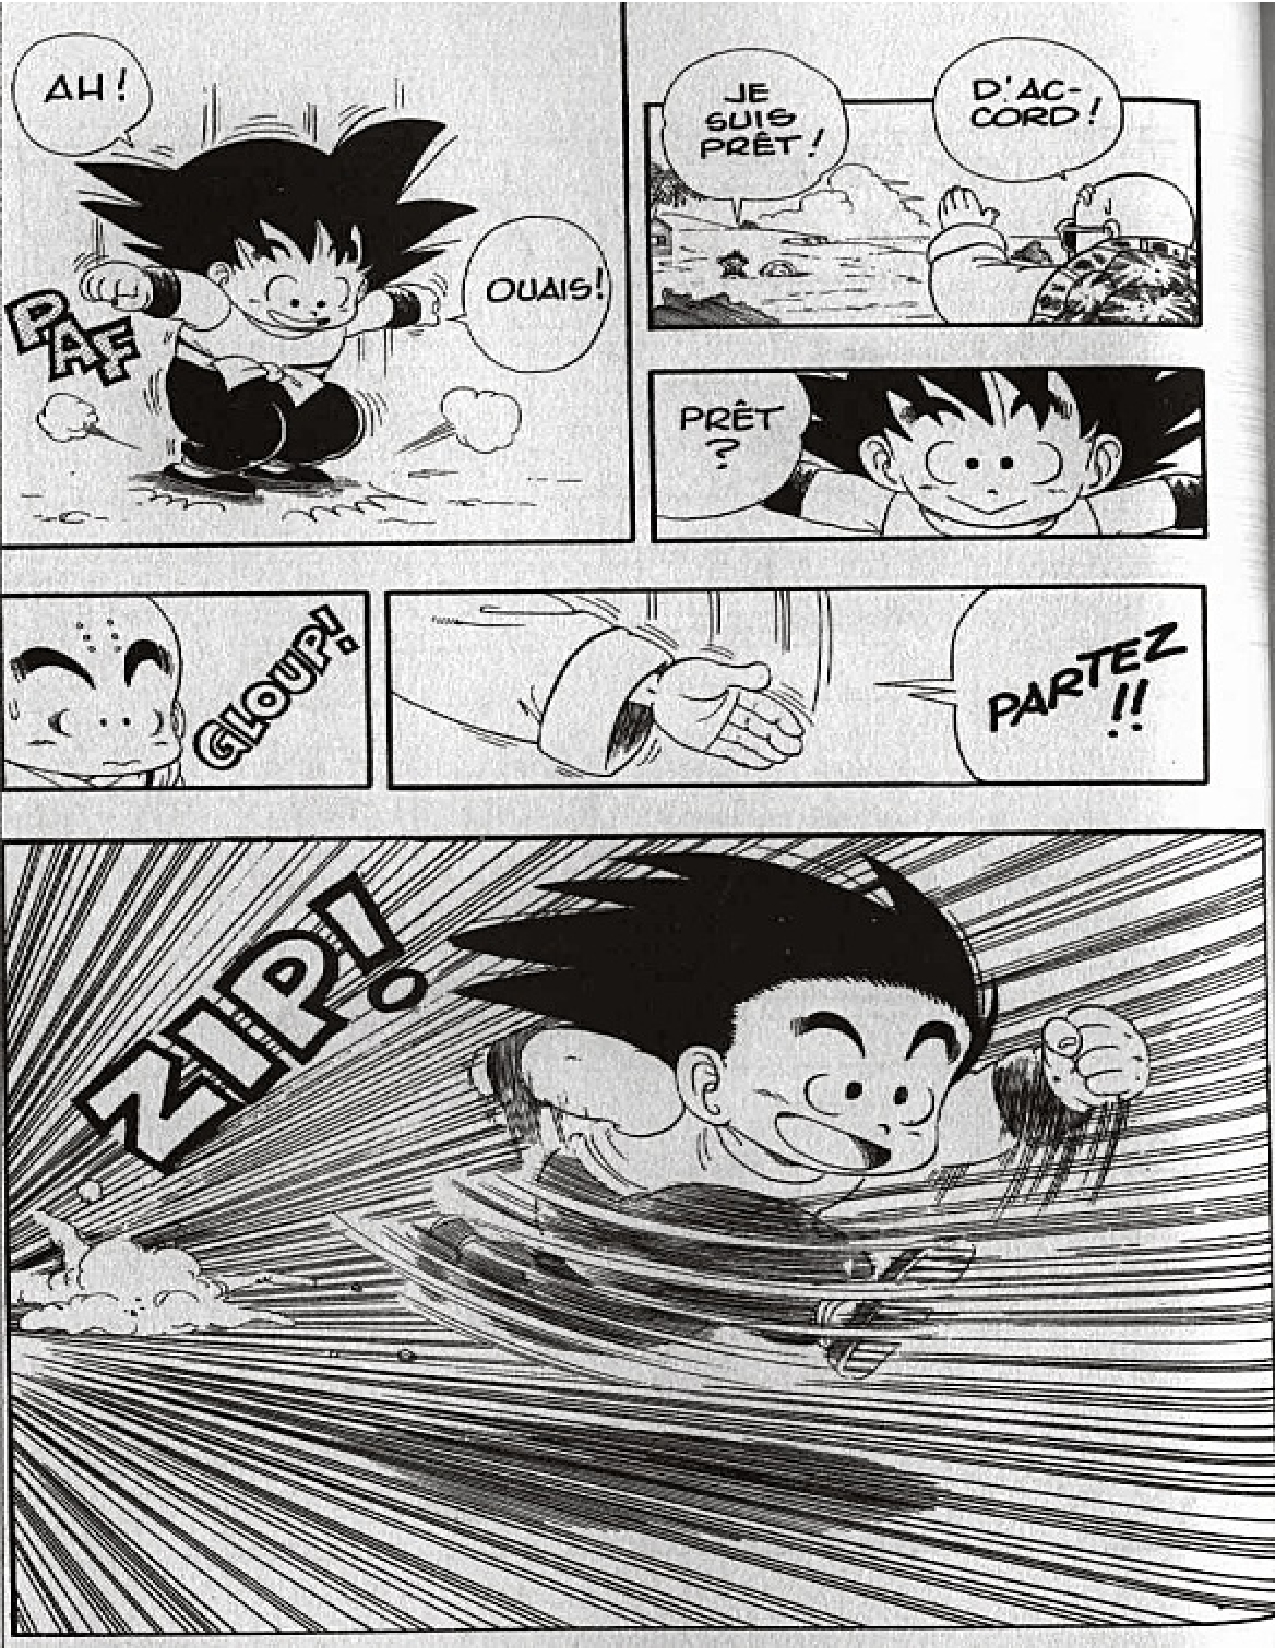 AH!
OUAIS!
PAF
JE
SUIS
PRÊT!
D'AC-
CORD!
PRÊT
?
GLOUP!
PARTEZ
!!
ZIP!